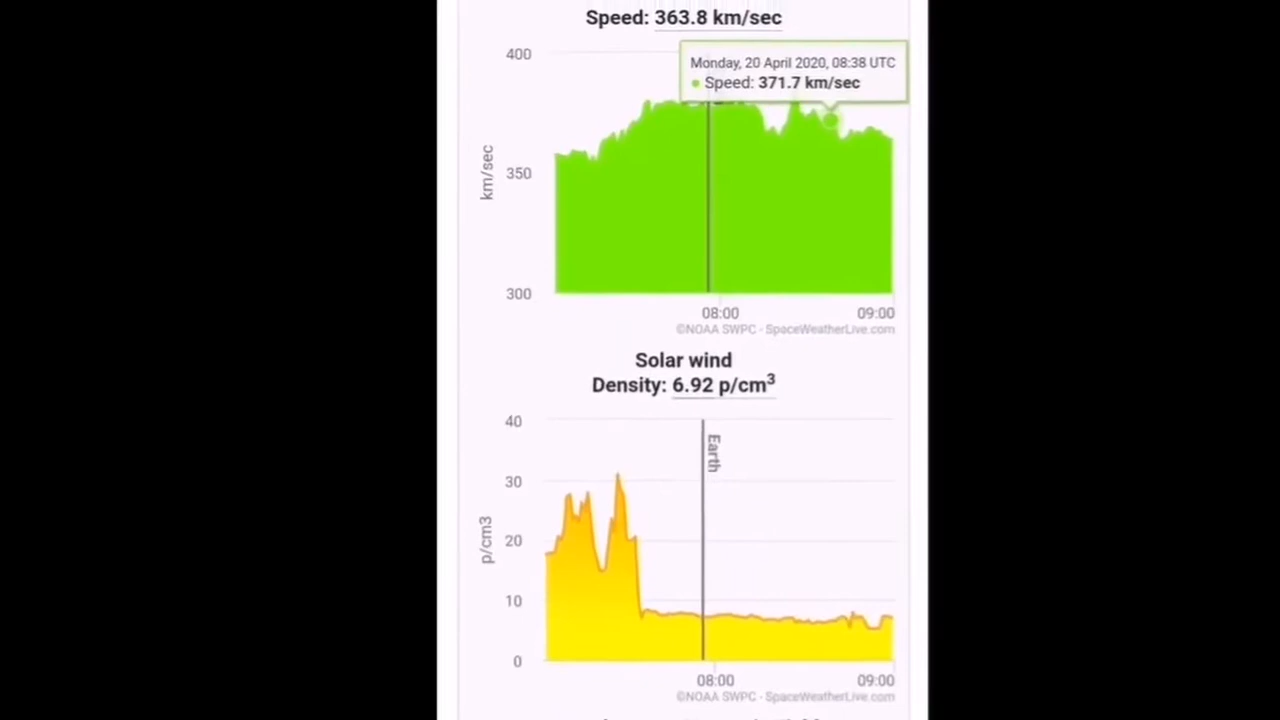 Speed: 363.8 km/sec
400
Monday, 20 April 2020, 08:38 UTC
Speed: 371.7 km/sec
km/sec
350
300
08:00
09:00
©NOAA SWPC - SpaceWeatherLive.com
Solar wind
Density: 6.92 p/cm³
40
Earth
30
p/cm3
20
10
0
08:00
09:00
©NOAA SWPC - SpaceWeatherLive.com